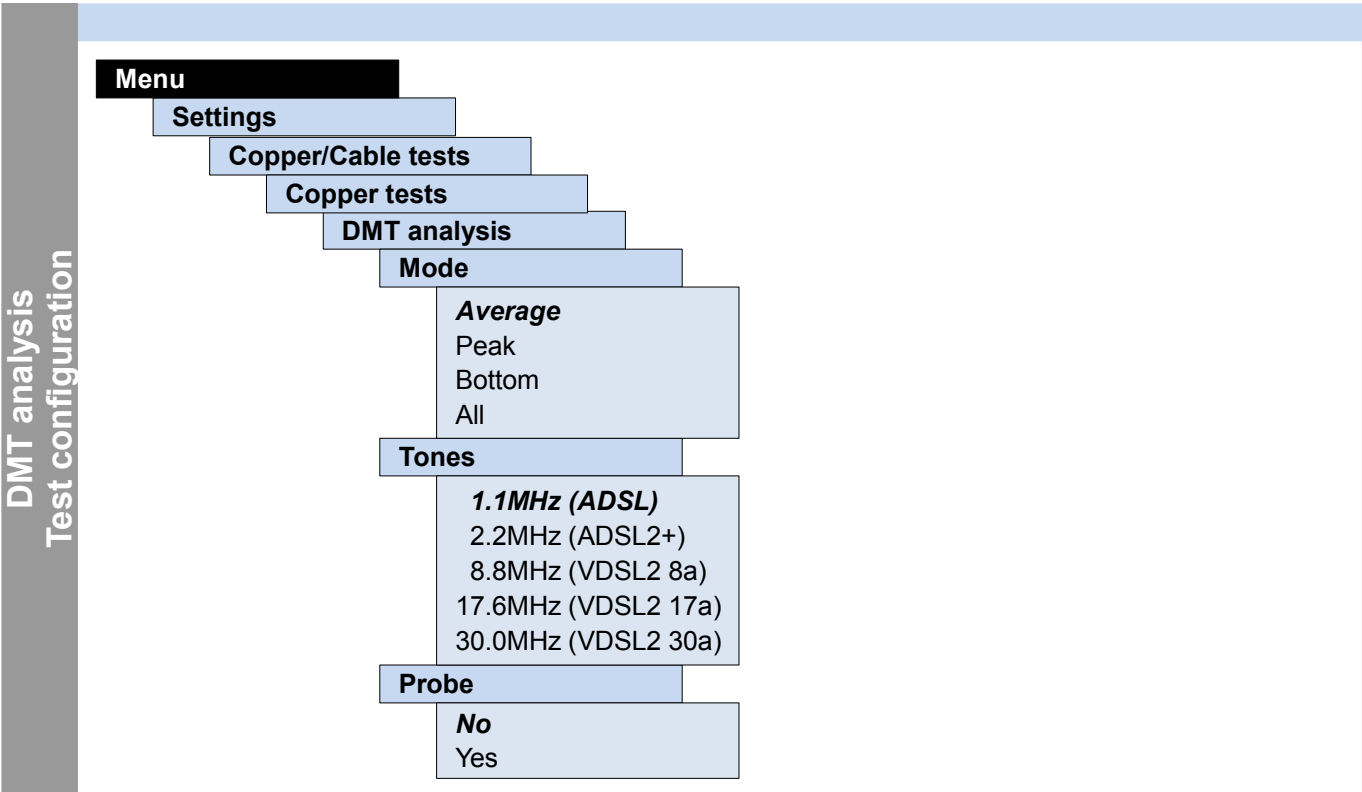 DMT analysis
Test configuration
Menu
Settings
Copper/Cable tests
Copper tests
DMT analysis
Mode
Average
Peak
Bottom
All
Tones
1.1MHz (ADSL)
2.2MHz (ADSL2+)
8.8MHz (VDSL2 8a)
17.6MHz (VDSL2 17a)
30.0MHz (VDSL2 30a)
Probe
No
Yes